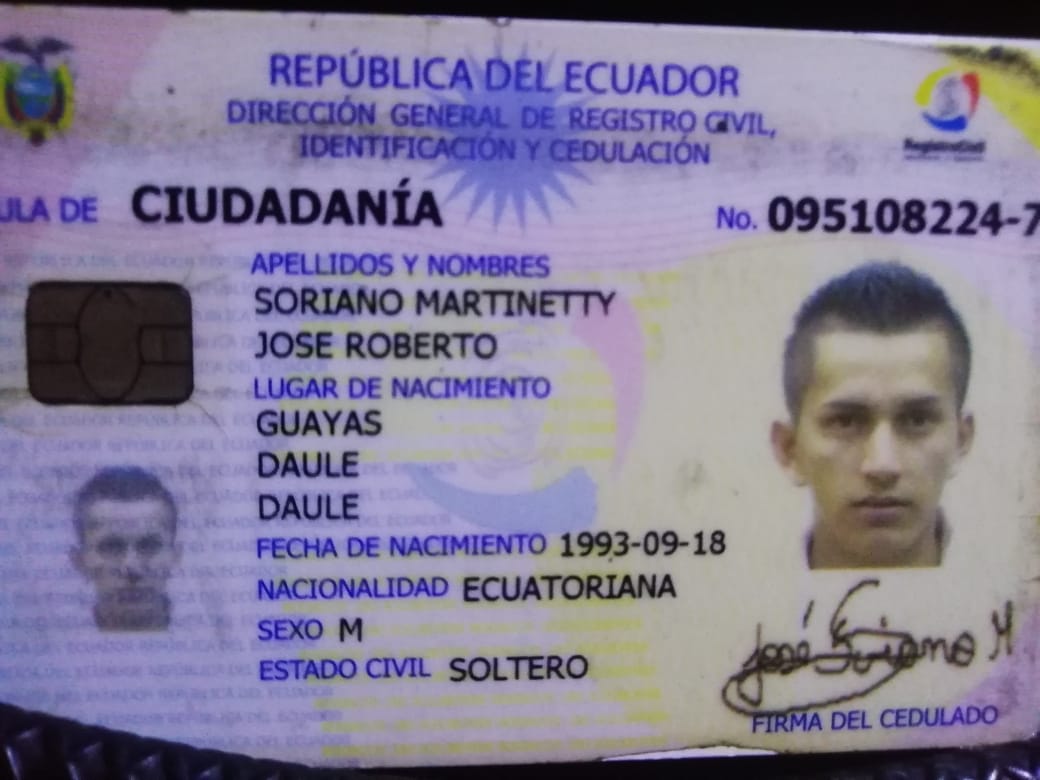 REPÚBLICA DEL ECUADOR
DIRECCIÓN GENERAL DE REGISTRO CIVIL,
IDENTIFICACIÓN Y CEDULACIÓN
RegistroCivil
ULA DE CIUDADANÍA
No. 095108224-7
APELLIDOS Y NOMBRES
SORIANO MARTINETTY
JOSE ROBERTO
LUGAR DE NACIMIENTO
GUAYAS
DAULE
DAULE
FECHA DE NACIMIENTO 1993-09-18
NACIONALIDAD ECUATORIANA
SEXO M
ESTADO CIVIL SOLTERO
José Soriano M
FIRMA DEL CEDULADO